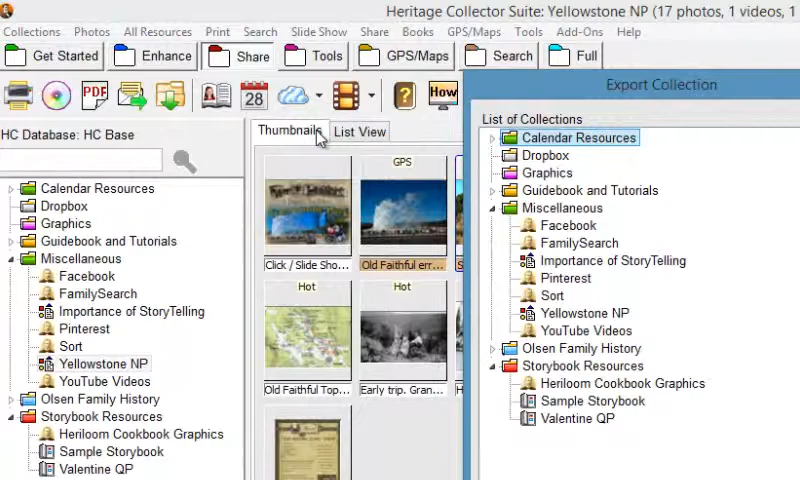 Heritage Collector Suite: Yellowstone NP (17 photos, 1 videos, 1
Collections Photos All Resources Print Search Slide Show Share Books GPS/Maps Tools Add-Ons Help
Get Started Enhance Share Tools GPS/Maps Search Full
PDF 28 ? How
Export Collection
HC Database: HC Base
Thumbnails List View
List of Collections
Calendar Resources
Dropbox
Graphics
Guidebook and Tutorials
Miscellaneous
Facebook
FamilySearch
Importance of StoryTelling
Pinterest
Sort
Yellowstone NP
YouTube Videos
Olsen Family History
Storybook Resources
Heriloom Cookbook Graphics
Sample Storybook
Valentine QP
GPS
Click / Slide Sho...
Old Faithful err...
Hot
Hot
Old Faithful Top...
Early trip. Gran...
Calendar Resources
Dropbox
Graphics
Guidebook and Tutorials
Miscellaneous
Facebook
FamilySearch
Importance of StoryTelling
Pinterest
Sort
Yellowstone NP
YouTube Videos
Olsen Family History
Storybook Resources
Heriloom Cookbook Graphics
Sample Storybook
Valentine QP